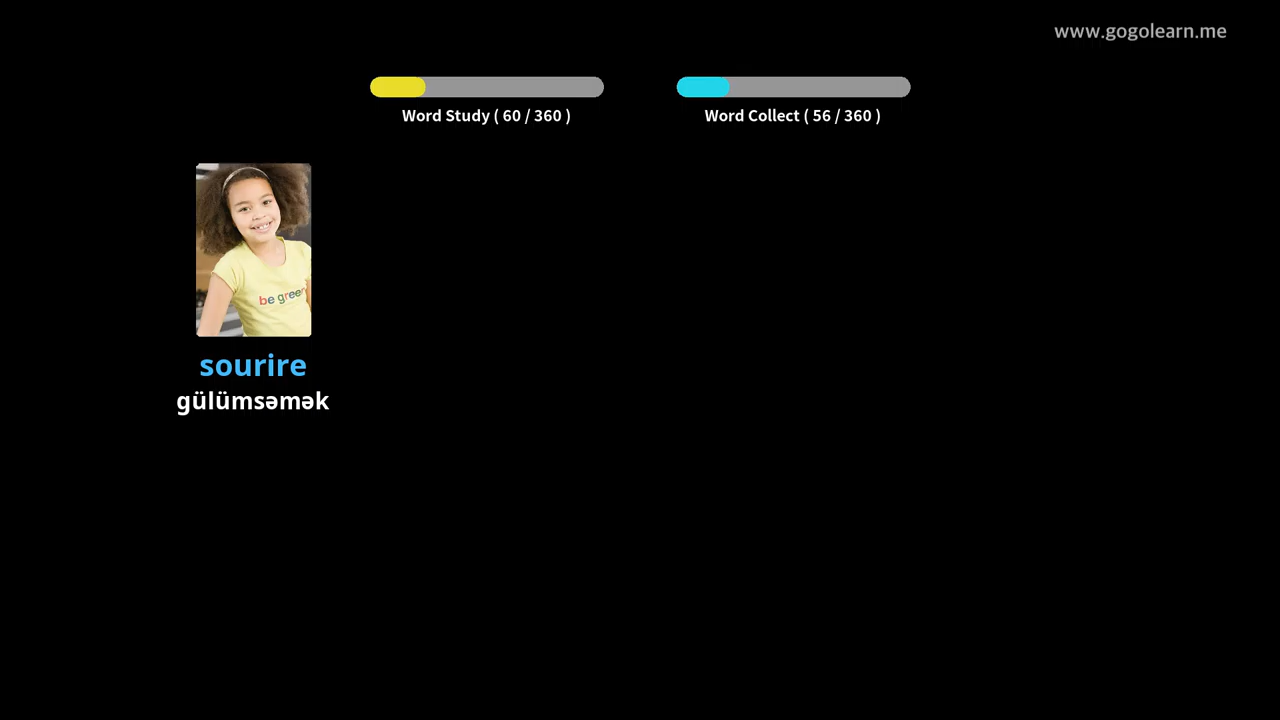 www.gogolearn.me
Word Study ( 60 / 360 )
Word Collect ( 56 / 360 )
be green
sourire
gülümsəmək